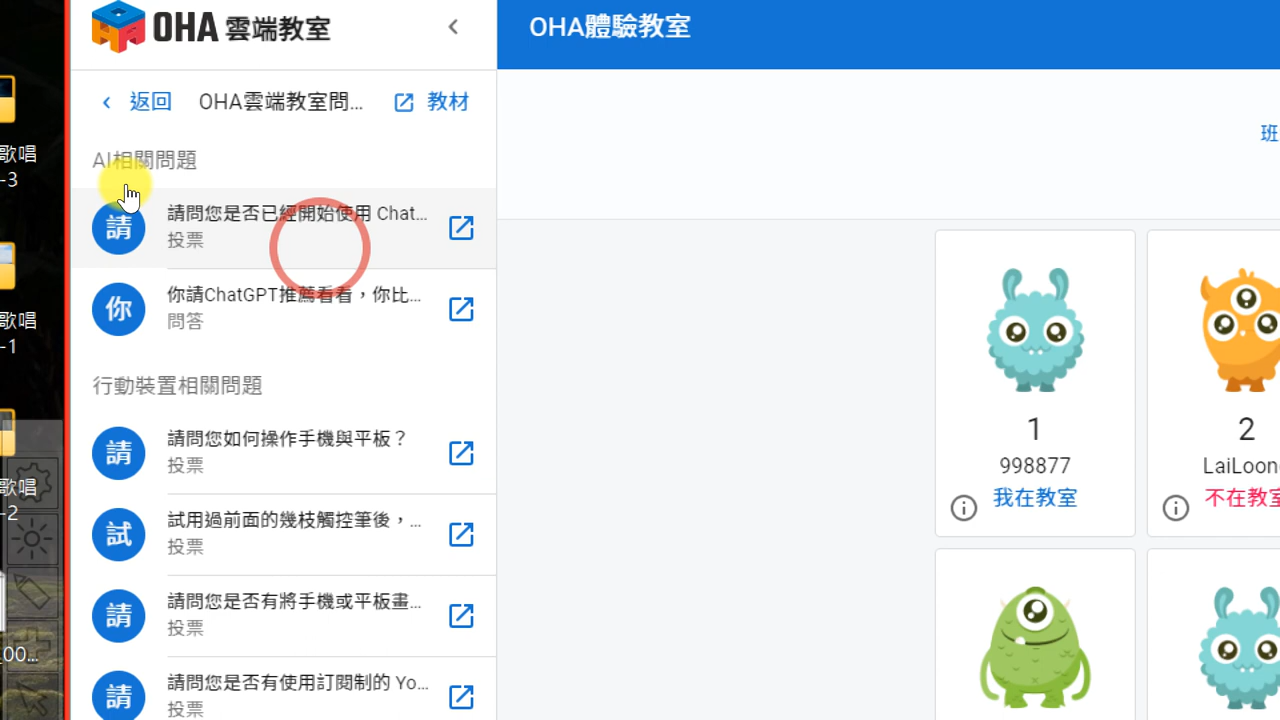 OHA 雲端教室
OHA體驗教室
返回
OHA雲端教室問...
教材
AI相關問題
請
請問您是否已經開始使用 Chat...
投票
你
你請ChatGPT推薦看看，你比...
問答
行動裝置相關問題
請
請問您如何操作手機與平板？
投票
試
試用過前面的幾枝觸控筆後，...
投票
請
請問您是否有將手機或平板畫...
投票
請
請問您是否有使用訂閱制的 Yo...
投票
班
1
998877
我在教室
2
LaiLoon
不在教室
歌唱
-3
歌唱
-1
歌唱
-2
00...